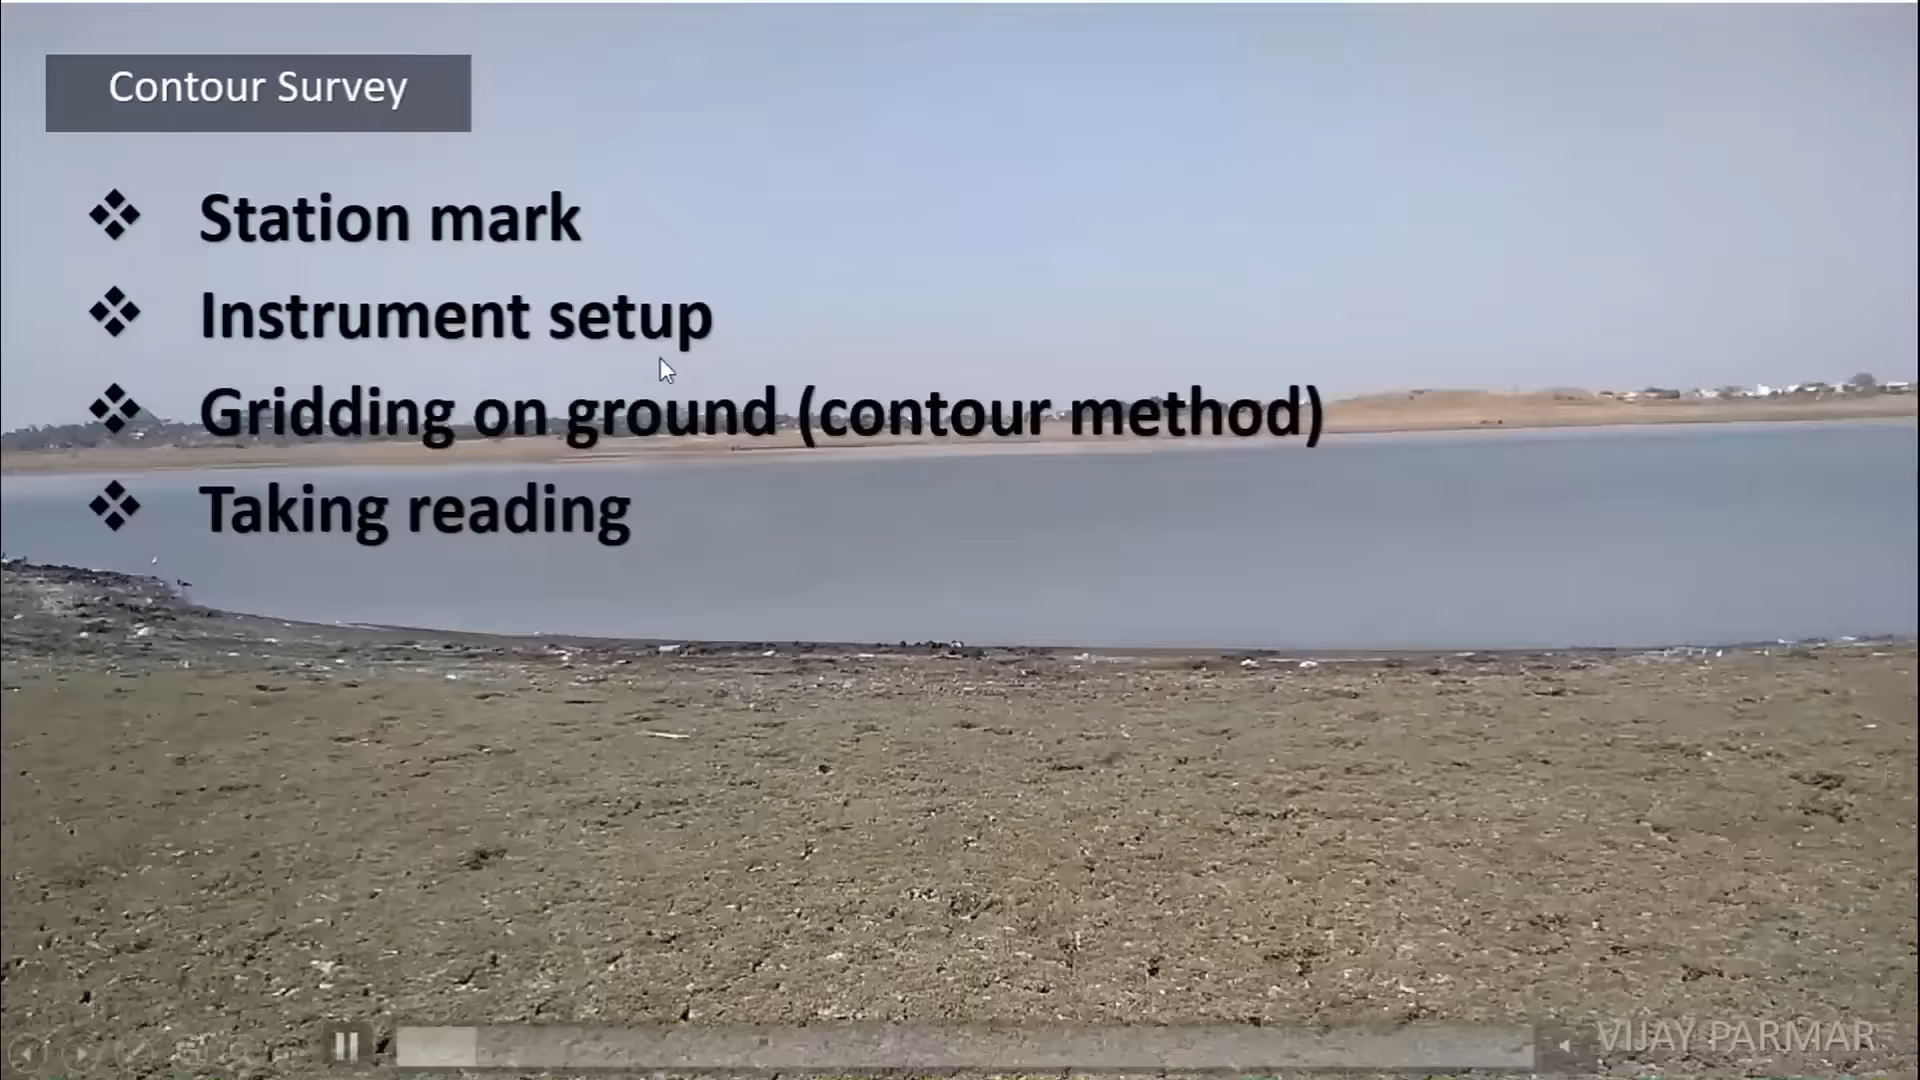 Contour Survey
❖ Station mark
❖ Instrument setup
❖ Gridding on ground (contour method)
❖ Taking reading
VIJAY PARMAR